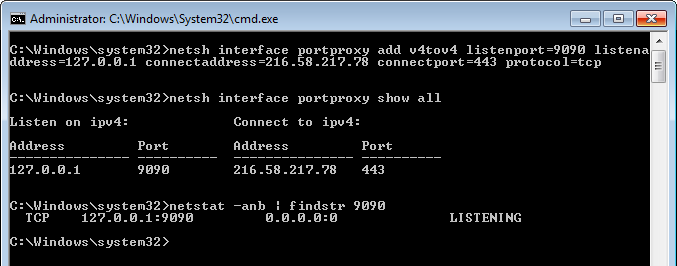 Administrator: C:\Windows\System32\cmd.exe
C:\Windows\system32>netsh interface portproxy add v4tov4 listenport=9090 listena
ddress=127.0.0.1 connectaddress=216.58.217.78 connectport=443 protocol=tcp
C:\Windows\system32>netsh interface portproxy show all
Listen on ipv4:             Connect to ipv4:
Address         Port        Address         Port
--------------- ----------  --------------- ----------
127.0.0.1       9090        216.58.217.78   443
C:\Windows\system32>netstat -anb | findstr 9090
  TCP    127.0.0.1:9090         0.0.0.0:0              LISTENING
C:\Windows\system32>